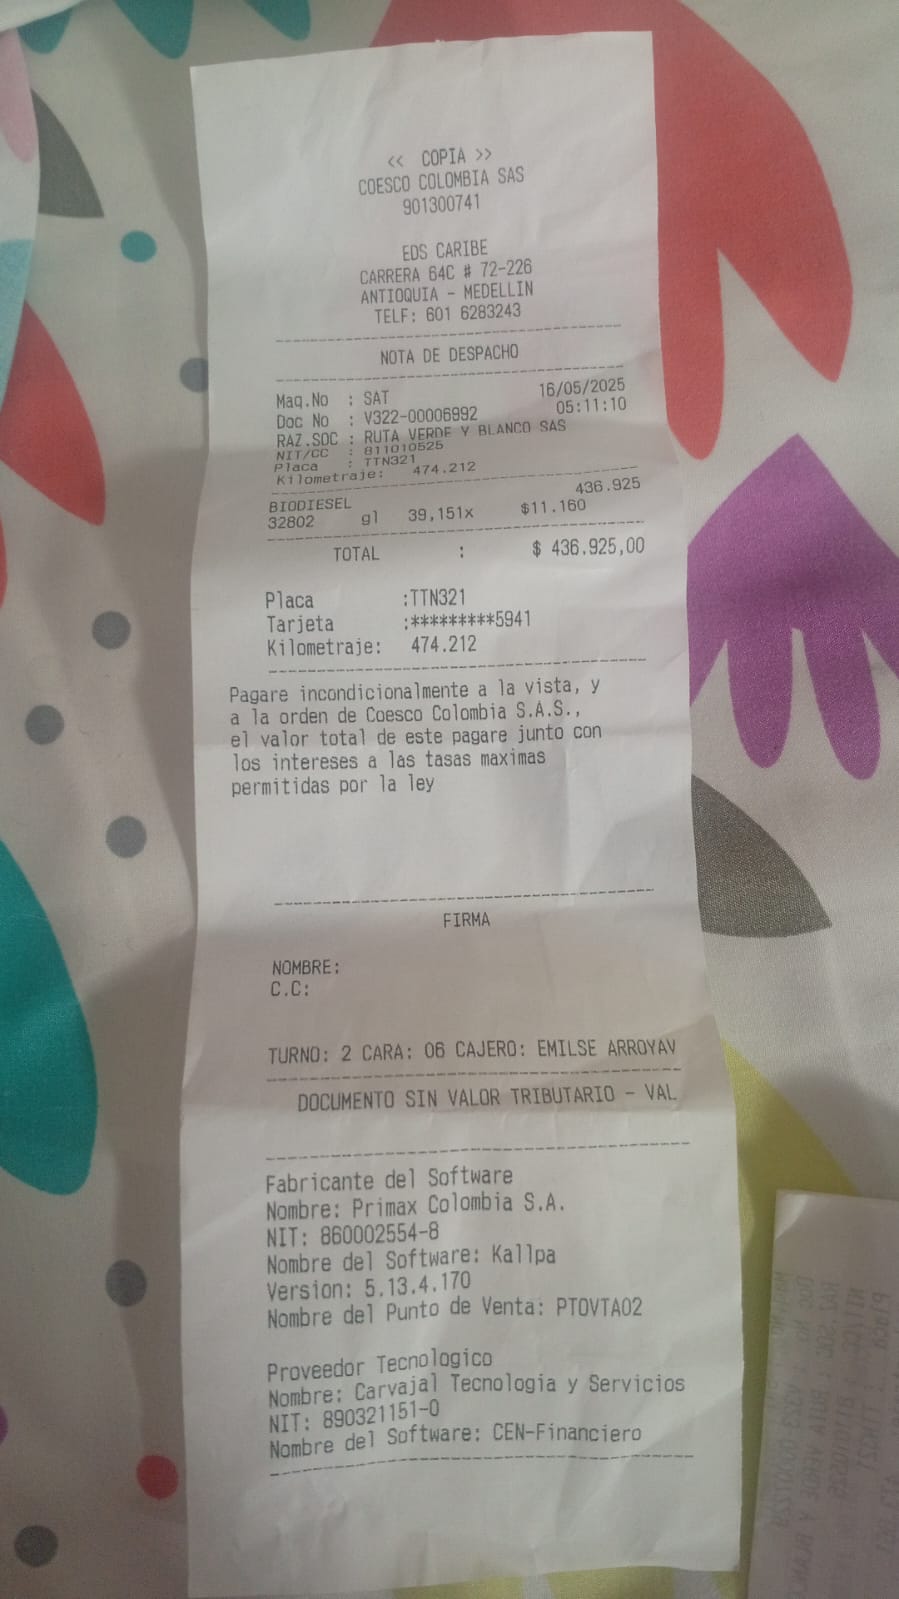 << COPIA >>
COESCO COLOMBIA SAS
901300741
EDS CARIBE
CARRERA 64C # 72-226
ANTIOQUIA - MEDELLIN
TELF: 601 6283243
NOTA DE DESPACHO
Maq.No : SAT 16/05/2025
Doc No : V322-00006992 05:11:10
RAZ.SOC : RUTA VERDE Y BLANCO SAS
NIT/CC : 811010525
Placa : TTN321
Kilometraje: 474.212
BIODIESEL 436.925
32802 gl 39,151x $11.160
TOTAL : $ 436.925,00
Placa :TTN321
Tarjeta :*********5941
Kilometraje: 474.212
Pagare incondicionalmente a la vista, y
a la orden de Coesco Colombia S.A.S.,
el valor total de este pagare junto con
los intereses a las tasas maximas
permitidas por la ley
FIRMA
NOMBRE:
C.C:
TURNO: 2 CARA: 06 CAJERO: EMILSE ARROYAV
DOCUMENTO SIN VALOR TRIBUTARIO - VAL
Fabricante del Software
Nombre: Primax Colombia S.A.
NIT: 860002554-8
Nombre del Software: Kallpa
Version: 5.13.4.170
Nombre del Punto de Venta: PTOVTA02
Proveedor Tecnologico
Nombre: Carvajal Tecnologia y Servicios
NIT: 890321151-0
Nombre del Software: CEN-Financiero